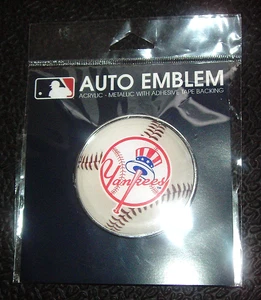 AUTO EMBLEM
ACRYLIC - METALLIC WITH ADHESIVE TAPE BACKING
Yankees